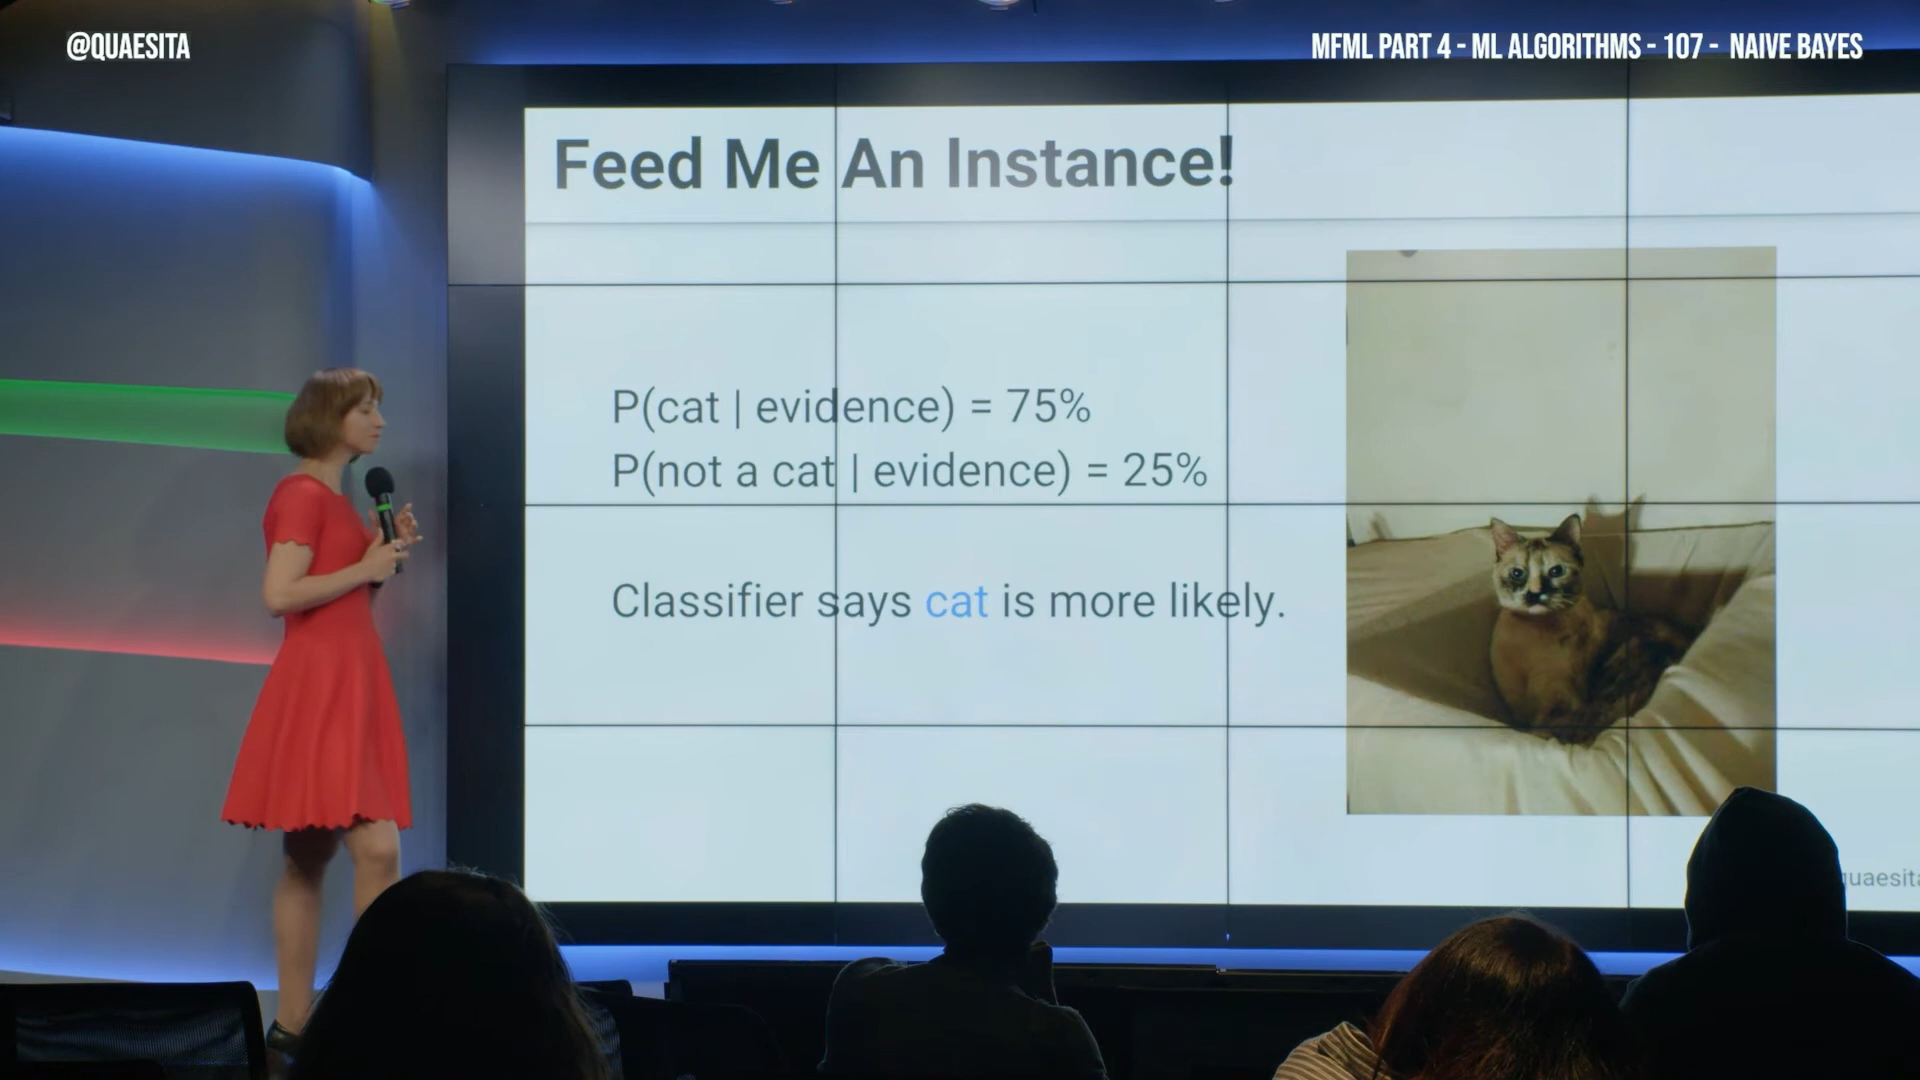 @QUAESITA
MFML PART 4 - ML ALGORITHMS - 107 - NAIVE BAYES
Feed Me An Instance!
P(cat | evidence) = 75%
P(not a cat | evidence) = 25%
Classifier says cat is more likely.